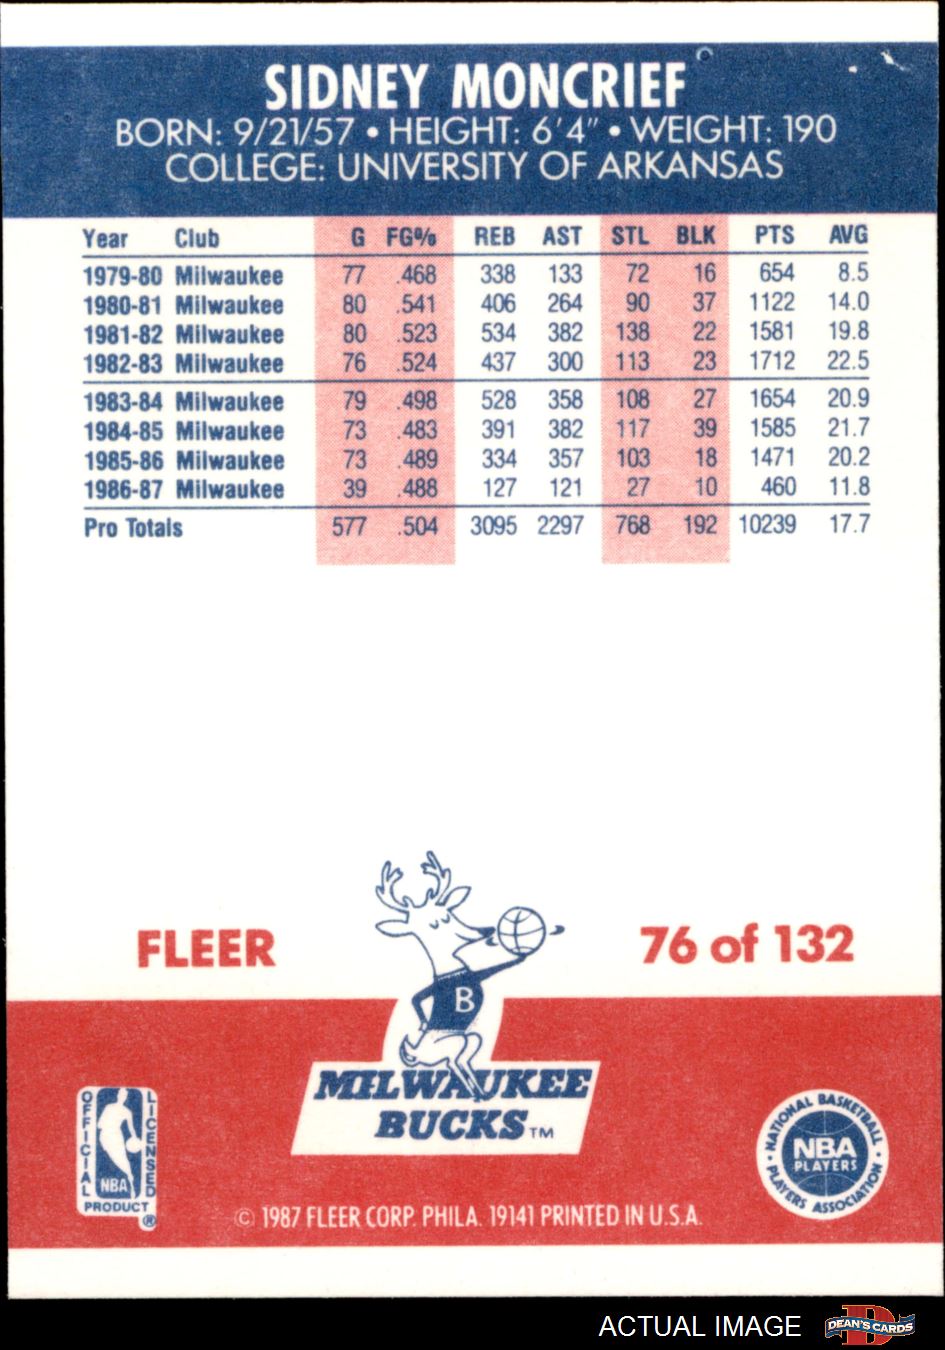 SIDNEY MONCRIEF
BORN: 9/21/57 • HEIGHT: 6'4" • WEIGHT: 190
COLLEGE: UNIVERSITY OF ARKANSAS
Year Club G FG% REB AST STL BLK PTS AVG
1979-80 Milwaukee 77 .468 338 133 72 16 654 8.5
1980-81 Milwaukee 80 .541 406 264 90 37 1122 14.0
1981-82 Milwaukee 80 .523 534 382 138 22 1581 19.8
1982-83 Milwaukee 76 .524 437 300 113 23 1712 22.5
1983-84 Milwaukee 79 .498 528 358 108 27 1654 20.9
1984-85 Milwaukee 73 .483 391 382 117 39 1585 21.7
1985-86 Milwaukee 73 .489 334 357 103 18 1471 20.2
1986-87 Milwaukee 39 .488 127 121 27 10 460 11.8
Pro Totals 577 .504 3095 2297 768 192 10239 17.7
FLEER
76 of 132
B
MILWAUKEE
BUCKS TM
OFFICIAL LICENSED
NBA
PRODUCT ®
NATIONAL BASKETBALL
NBA
PLAYERS
PLAYERS ASSOCIATION
© 1987 FLEER CORP. PHILA. 19141 PRINTED IN U.S.A.
ACTUAL IMAGE
D
DEAN'S CARDS